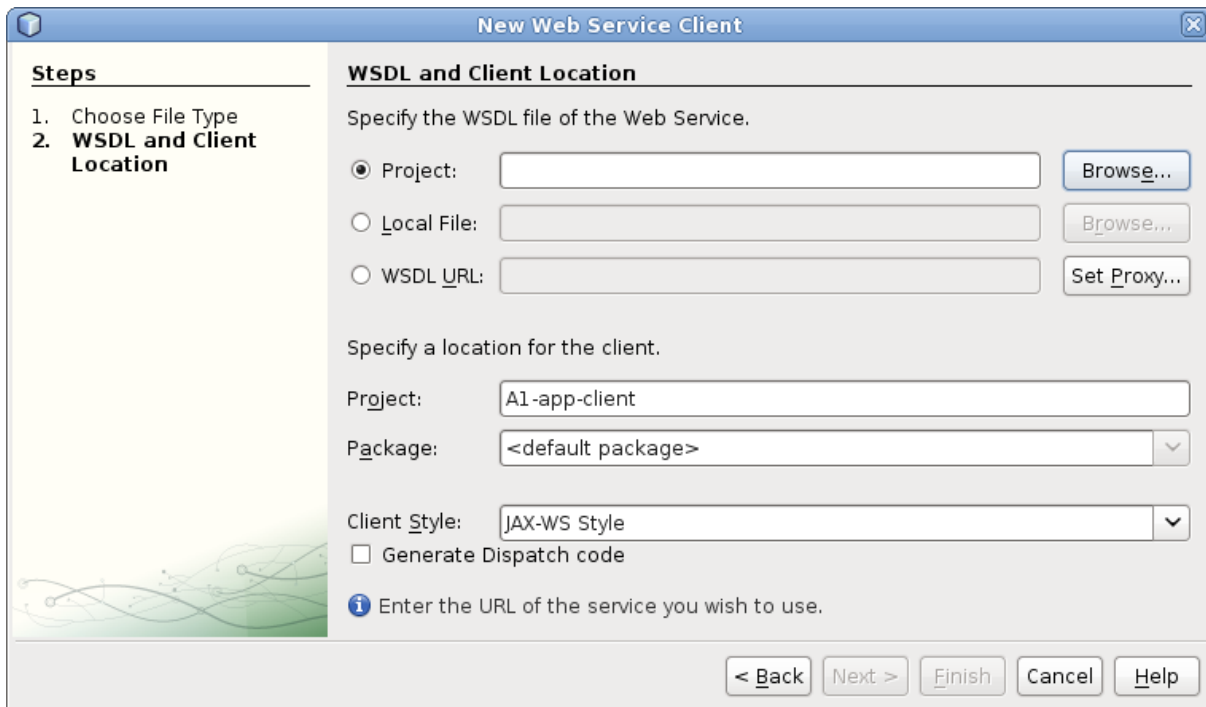 New Web Service Client
Steps
1. Choose File Type
2. WSDL and Client
Location
WSDL and Client Location
Specify the WSDL file of the Web Service.
Project:
Browse...
Local File:
Browse...
WSDL URL:
Set Proxy...
Specify a location for the client.
Project: A1-app-client
Package: <default package>
Client Style: JAX-WS Style
Generate Dispatch code
Enter the URL of the service you wish to use.
< Back Next > Finish Cancel Help